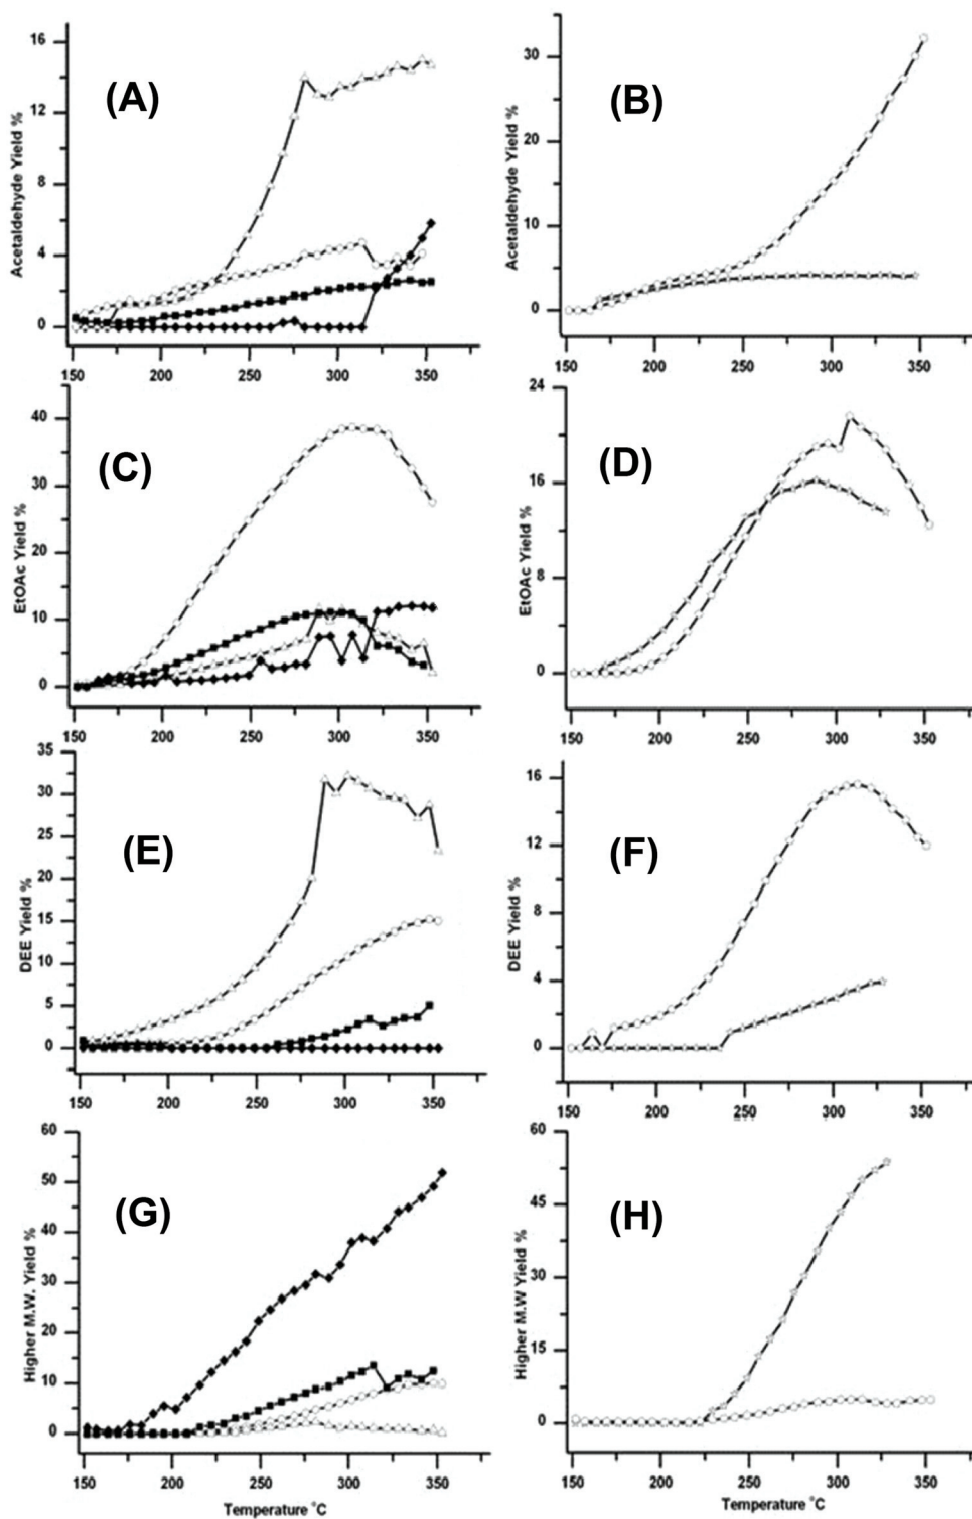 Acetaldehyde Yield %
16
12
8
4
0
(A)
150 200 250 300 350
Acetaldehyde Yield %
30
20
10
0
(B)
150 200 250 300 350
EtOAc Yield %
40
30
20
10
0
(C)
150 200 250 300 350
EtOAc Yield %
24
16
8
0
(D)
150 200 250 300 350
DEE Yield %
35
30
25
20
15
10
5
0
(E)
150 200 250 300 350
DEE Yield %
16
12
8
4
0
(F)
150 200 250 300 350
Higher M.W. Yield %
60
50
40
30
20
10
0
(G)
150 200 250 300 350
Temperature °C
Higher M.W Yield %
60
45
30
15
0
(H)
150 200 250 300 350
Temperature °C